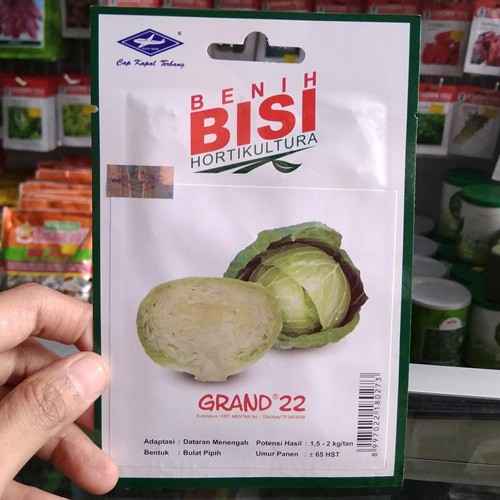 Cap Kapal Terbang
BENIH
BISI
HORTIKULTURA
GRAND® 22
Adaptasi : Dataran Menengah Potensi Hasil : 1,5 - 2 kg/tan
Bentuk : Bulat Pipih Umur Panen : ± 65 HST
8997022180273